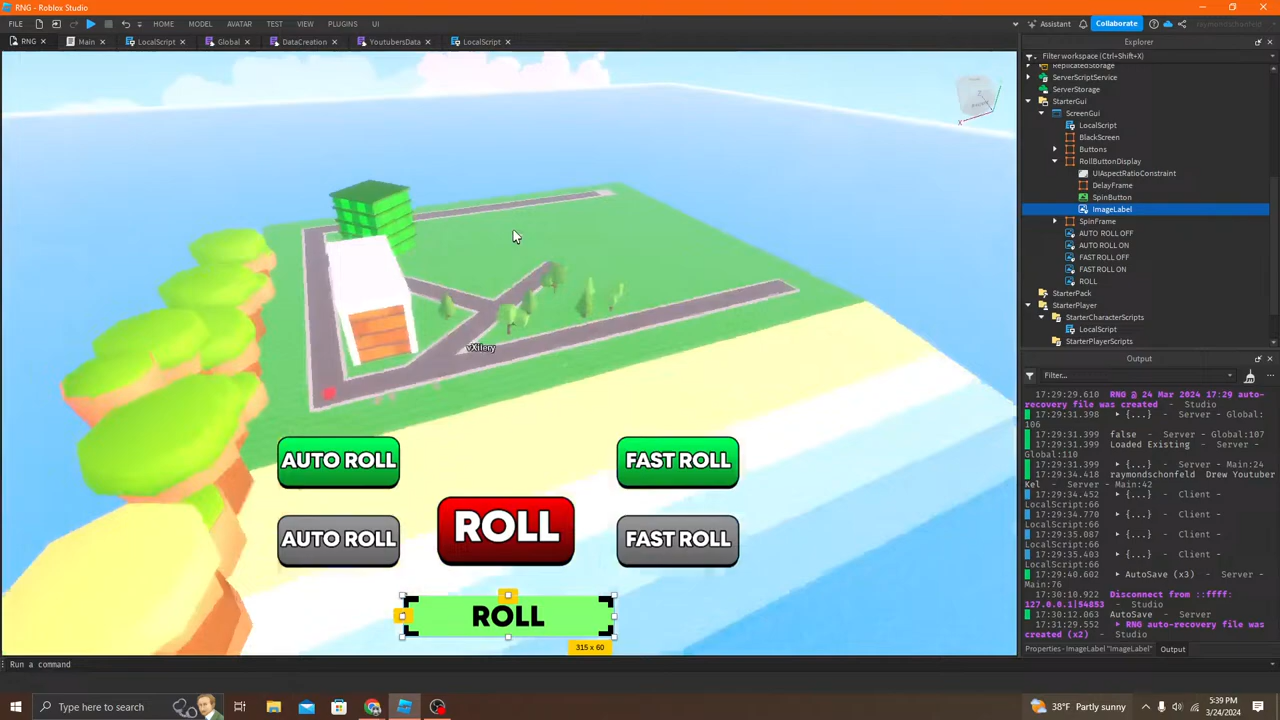 RNG - Roblox Studio
FILE HOME MODEL AVATAR TEST VIEW PLUGINS UI Assistant Collaborate raymondschonfeld
RNG Main LocalScript Global DataCreation YoutubersData LocalScript
Explorer
Filter workspace (Ctrl+Shift+X)
ReplicatedStorage
ServerScriptService
ServerStorage
StarterGui
ScreenGui
LocalScript
BlackScreen
Buttons
RollButtonDisplay
UIAspectRatioConstraint
DelayFrame
SpinButton
ImageLabel
SpinFrame
AUTO ROLL OFF
AUTO ROLL ON
FAST ROLL OFF
FAST ROLL ON
ROLL
StarterPack
StarterPlayer
StarterCharacterScripts
LocalScript
StarterPlayerScripts
vXilery
AUTO ROLL
FAST ROLL
AUTO ROLL
ROLL
FAST ROLL
ROLL
315 x 60
Output
Filter...
17:29:29.610 RNG @ 24 Mar 2024 17:29 auto-
recovery file was created - Studio
17:29:31.398 ▶ {...} - Server - Global:
106
17:29:31.399 false - Server - Global:107
17:29:31.399 Loaded Existing - Server -
Global:110
17:29:31.399 ▶ {...} - Server - Main:24
17:29:34.418 raymondschonfeld Drew Youtuber
Kel - Server - Main:42
17:29:34.452 ▶ {...} - Client -
LocalScript:66
17:29:34.770 ▶ {...} - Client -
LocalScript:66
17:29:35.087 ▶ {...} - Client -
LocalScript:66
17:29:35.403 ▶ {...} - Client -
LocalScript:66
17:29:40.602 ▶ AutoSave (x3) - Server -
Main:76
17:30:10.922 Disconnect from ::ffff:
127.0.0.1|54853 - Studio
17:30:12.063 AutoSave - Server
17:31:29.552 ▶ RNG auto-recovery file was
created (x2) - Studio
Properties - ImageLabel "ImageLabel" Output
Run a command
Type here to search
38°F Partly sunny
5:39 PM
3/24/2024